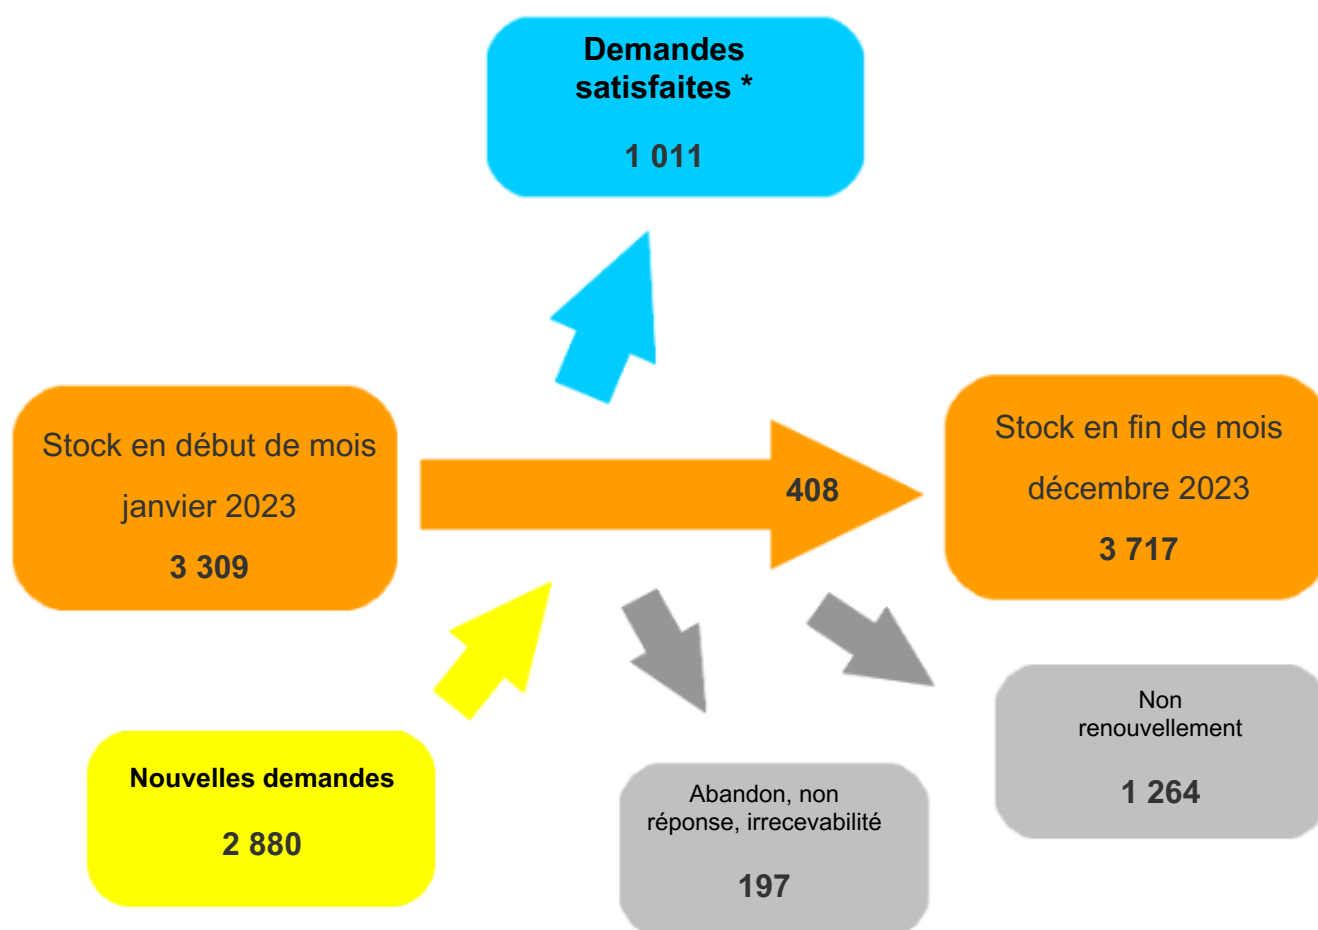 Demandes
satisfaites *
1 011
Stock en début de mois
janvier 2023
3 309
408
Stock en fin de mois
décembre 2023
3 717
Nouvelles demandes
2 880
Abandon, non
réponse, irrecevabilité
197
Non
renouvellement
1 264